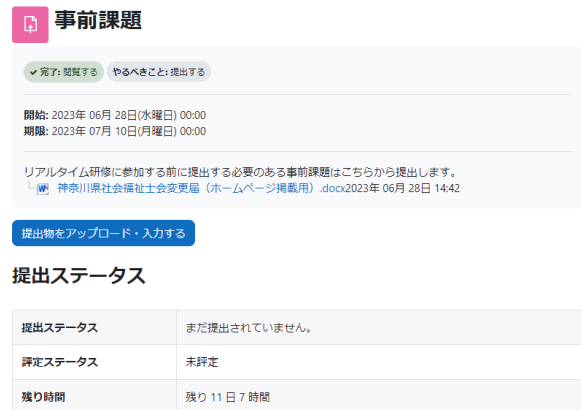 事前課題
✓ 完了: 閲覧する やるべきこと: 提出する
開始: 2023年 06月 28日(水曜日) 00:00
期限: 2023年 07月 10日(月曜日) 00:00
リアルタイム研修に参加する前に提出する必要のある事前課題はこちらから提出します。
神奈川県社会福祉士会変更届（ホームページ掲載用）.docx2023年 06月 28日 14:42
提出物をアップロード・入力する
提出ステータス
提出ステータス まだ提出されていません。
評定ステータス 未評定
残り時間 残り 11 日 7 時間